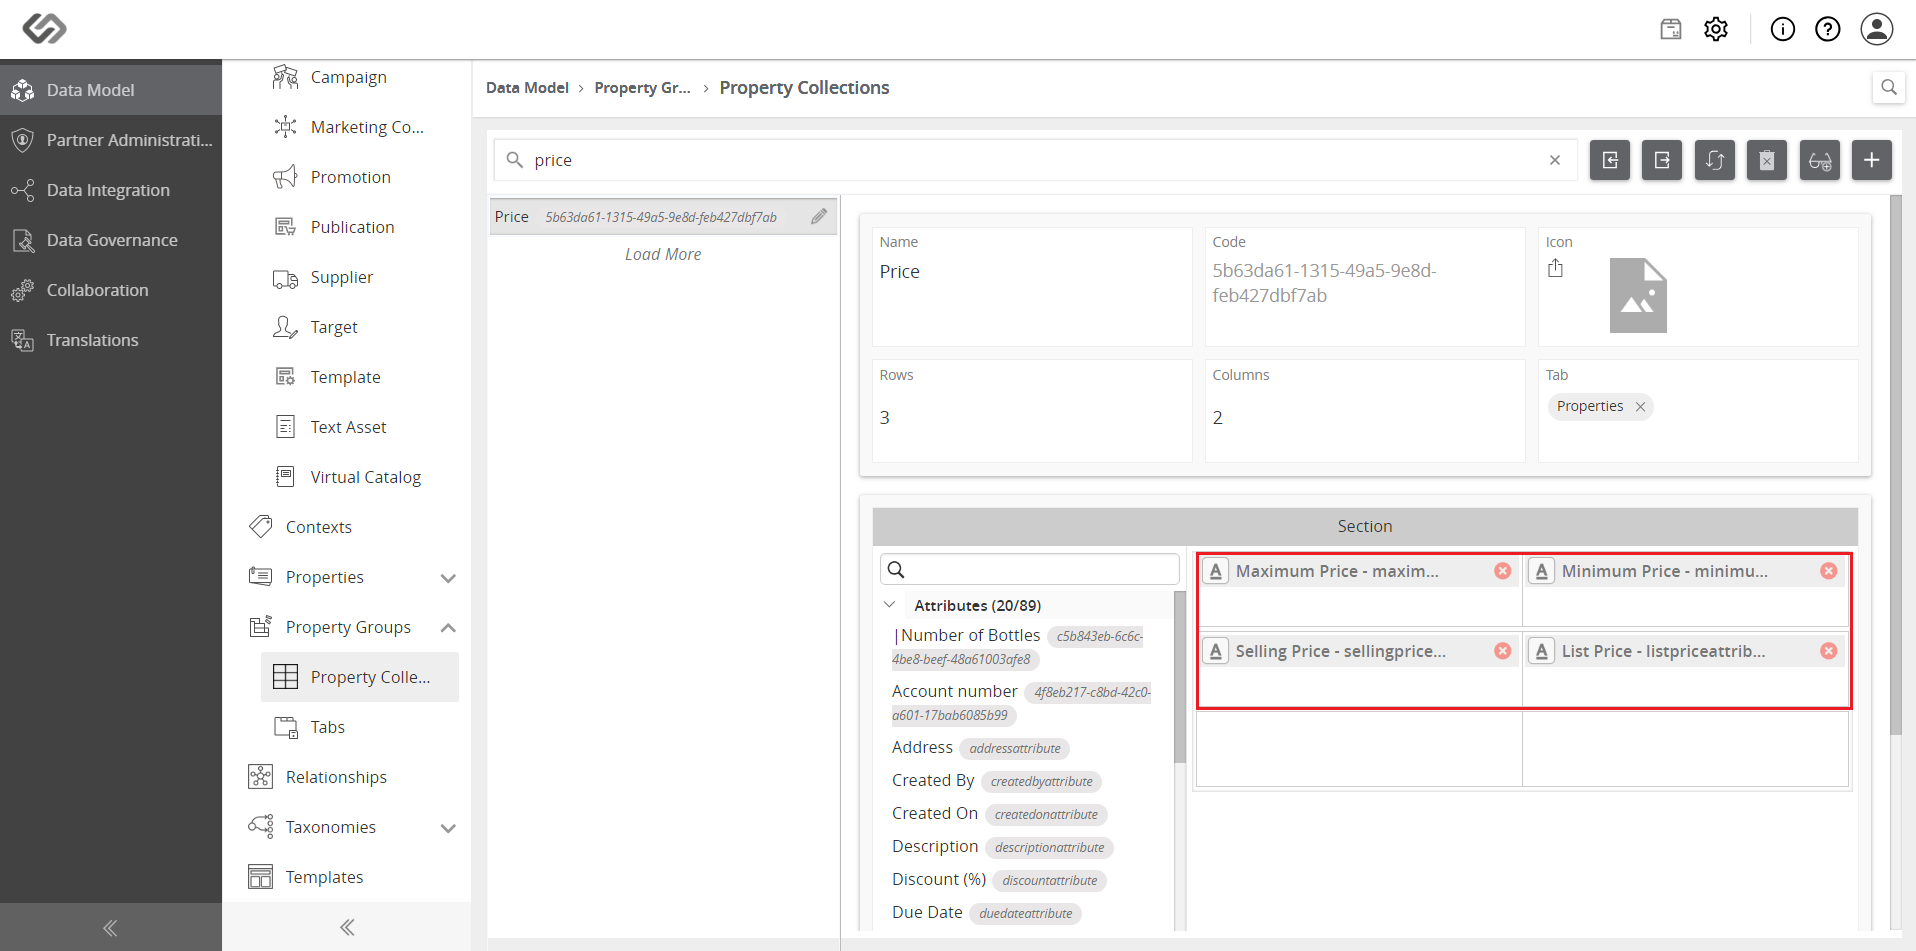 Data Model
Partner Administrati...
Data Integration
Data Governance
Collaboration
Translations
Campaign
Marketing Co...
Promotion
Publication
Supplier
Target
Template
Text Asset
Virtual Catalog
Contexts
Properties
Property Groups
Property Colle...
Tabs
Relationships
Taxonomies
Templates
Data Model › Property Gr... › Property Collections
price
Price 5b63da61-1315-49a5-9e8d-feb427dbf7ab
Load More
Name
Price
Code
5b63da61-1315-49a5-9e8d-
feb427dbf7ab
Icon
Rows
3
Columns
2
Tab
Properties
Section
Attributes (20/89)
|Number of Bottles c5b843eb-6c6c-
4be8-beef-48a61003afe8
Account number 4f8eb217-c8bd-42c0-
a601-17bab6085b99
Address addressattribute
Created By createdbyattribute
Created On createdonattribute
Description descriptionattribute
Discount (%) discountattribute
Due Date duedateattribute
A Maximum Price - maxim...
A Minimum Price - minimu...
A Selling Price - sellingprice...
A List Price - listpriceattrib...